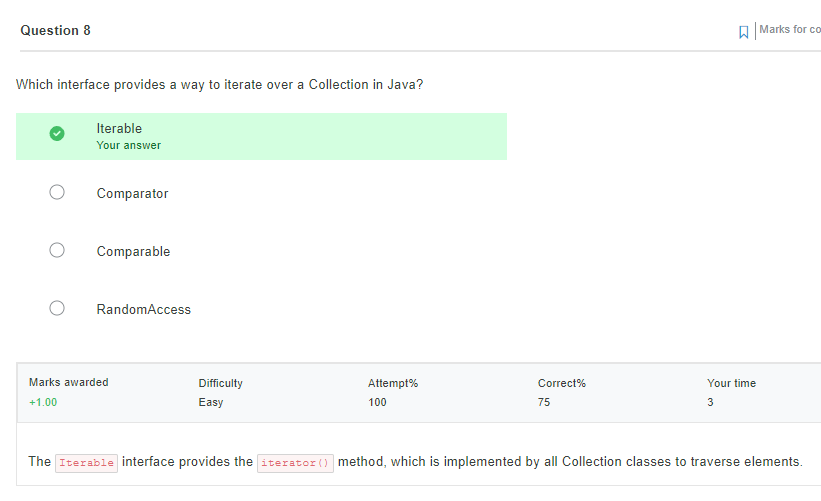 Question 8
Marks for co
Which interface provides a way to iterate over a Collection in Java?
Iterable
Your answer
Comparator
Comparable
RandomAccess
Marks awarded Difficulty Attempt% Correct% Your time
+1.00 Easy 100 75 3
The Iterable interface provides the iterator() method, which is implemented by all Collection classes to traverse elements.